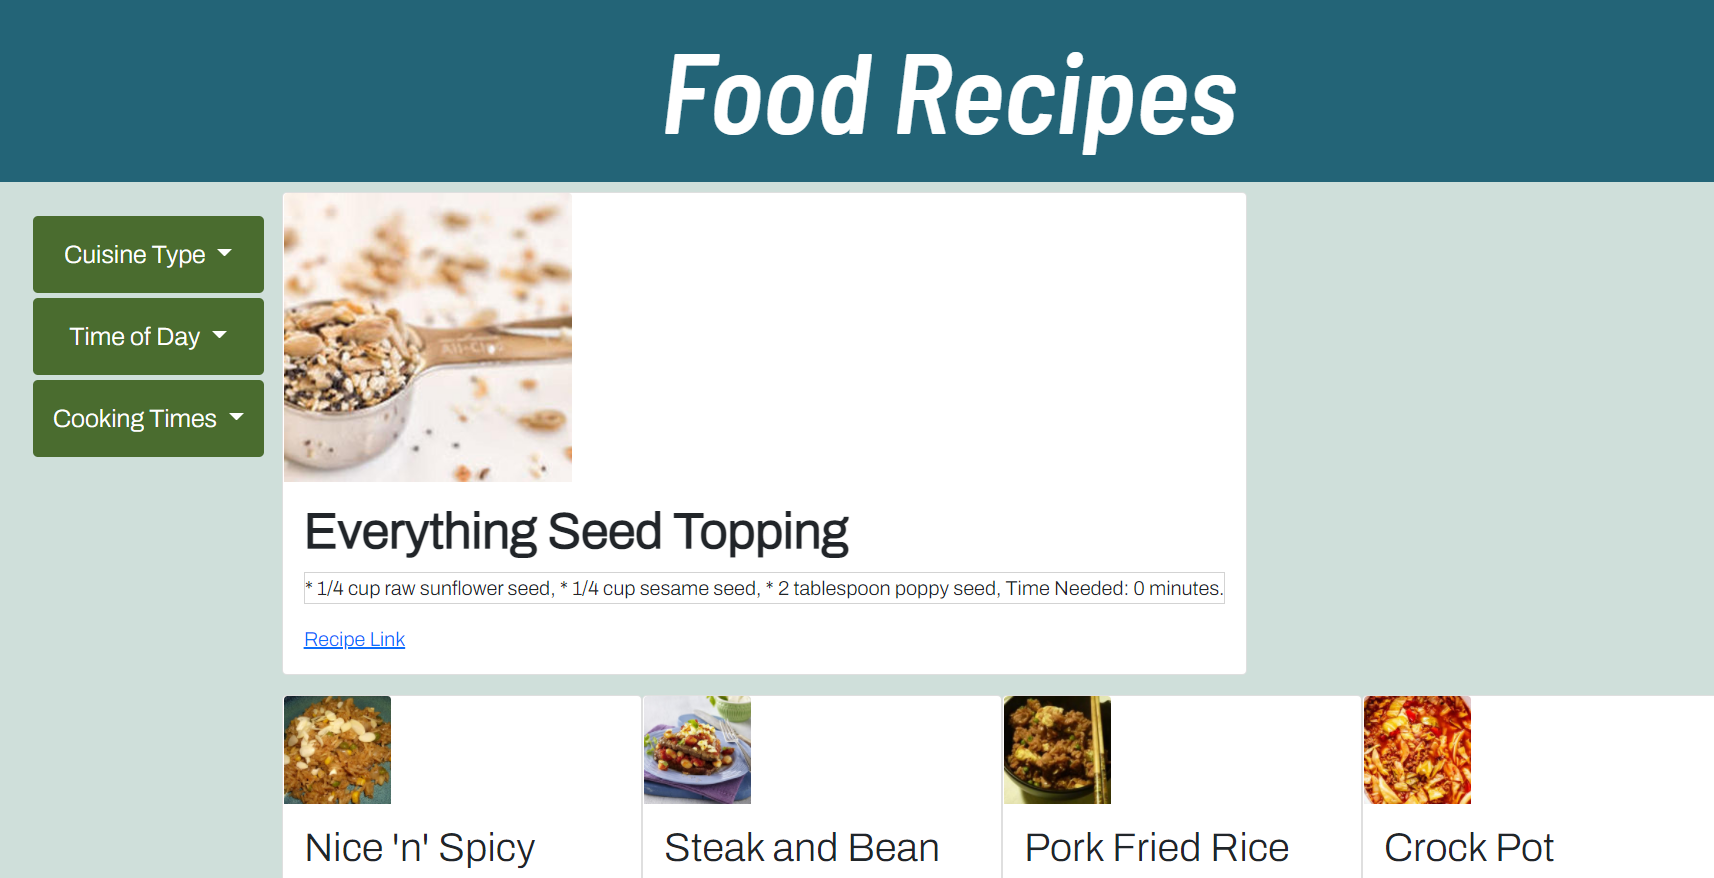 Food Recipes
Cuisine Type
Time of Day
Cooking Times
All-Clad
Everything Seed Topping
* 1/4 cup raw sunflower seed, * 1/4 cup sesame seed, * 2 tablespoon poppy seed, Time Needed: 0 minutes.
Recipe Link
Nice 'n' Spicy
Steak and Bean
Pork Fried Rice
Crock Pot